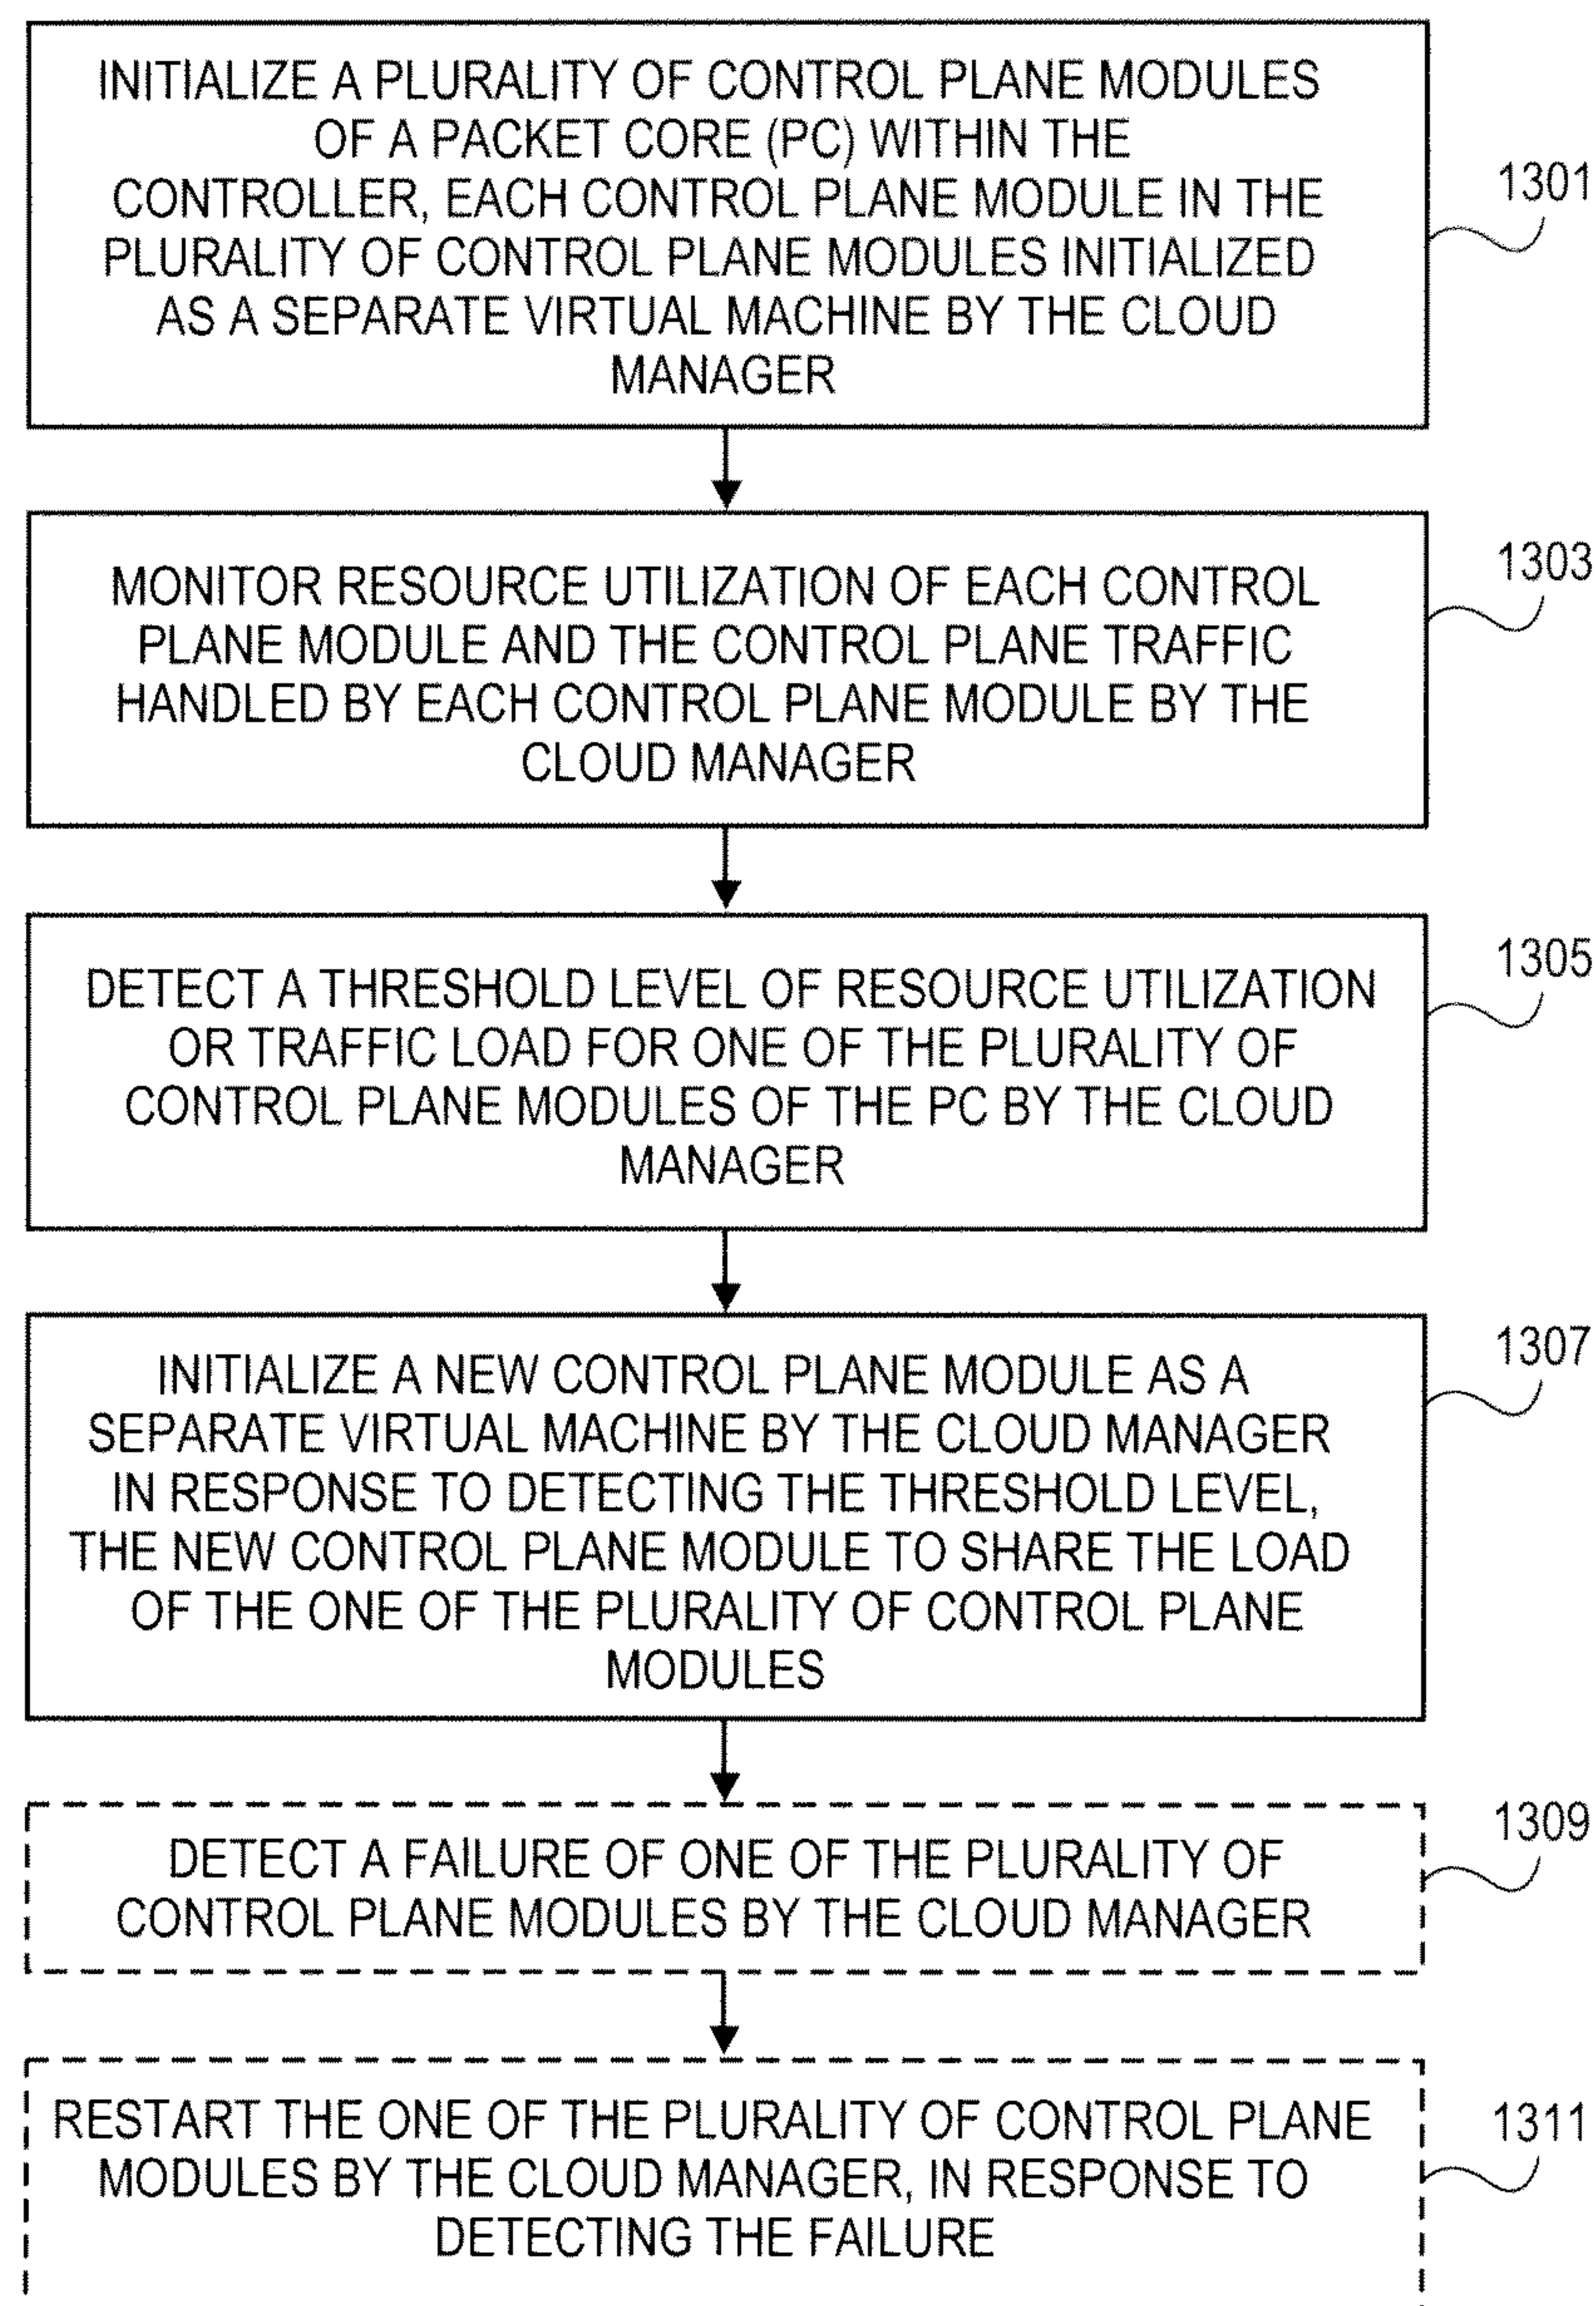 INITIALIZE A PLURALITY OF CONTROL PLANE MODULES
OF A PACKET CORE (PC) WITHIN THE
CONTROLLER, EACH CONTROL PLANE MODULE IN THE
PLURALITY OF CONTROL PLANE MODULES INITIALIZED
AS A SEPARATE VIRTUAL MACHINE BY THE CLOUD
MANAGER
1301
MONITOR RESOURCE UTILIZATION OF EACH CONTROL
PLANE MODULE AND THE CONTROL PLANE TRAFFIC
HANDLED BY EACH CONTROL PLANE MODULE BY THE
CLOUD MANAGER
1303
DETECT A THRESHOLD LEVEL OF RESOURCE UTILIZATION
OR TRAFFIC LOAD FOR ONE OF THE PLURALITY OF
CONTROL PLANE MODULES OF THE PC BY THE CLOUD
MANAGER
1305
INITIALIZE A NEW CONTROL PLANE MODULE AS A
SEPARATE VIRTUAL MACHINE BY THE CLOUD MANAGER
IN RESPONSE TO DETECTING THE THRESHOLD LEVEL,
THE NEW CONTROL PLANE MODULE TO SHARE THE LOAD
OF THE ONE OF THE PLURALITY OF CONTROL PLANE
MODULES
1307
DETECT A FAILURE OF ONE OF THE PLURALITY OF
CONTROL PLANE MODULES BY THE CLOUD MANAGER
1309
RESTART THE ONE OF THE PLURALITY OF CONTROL PLANE
MODULES BY THE CLOUD MANAGER, IN RESPONSE TO
DETECTING THE FAILURE
1311